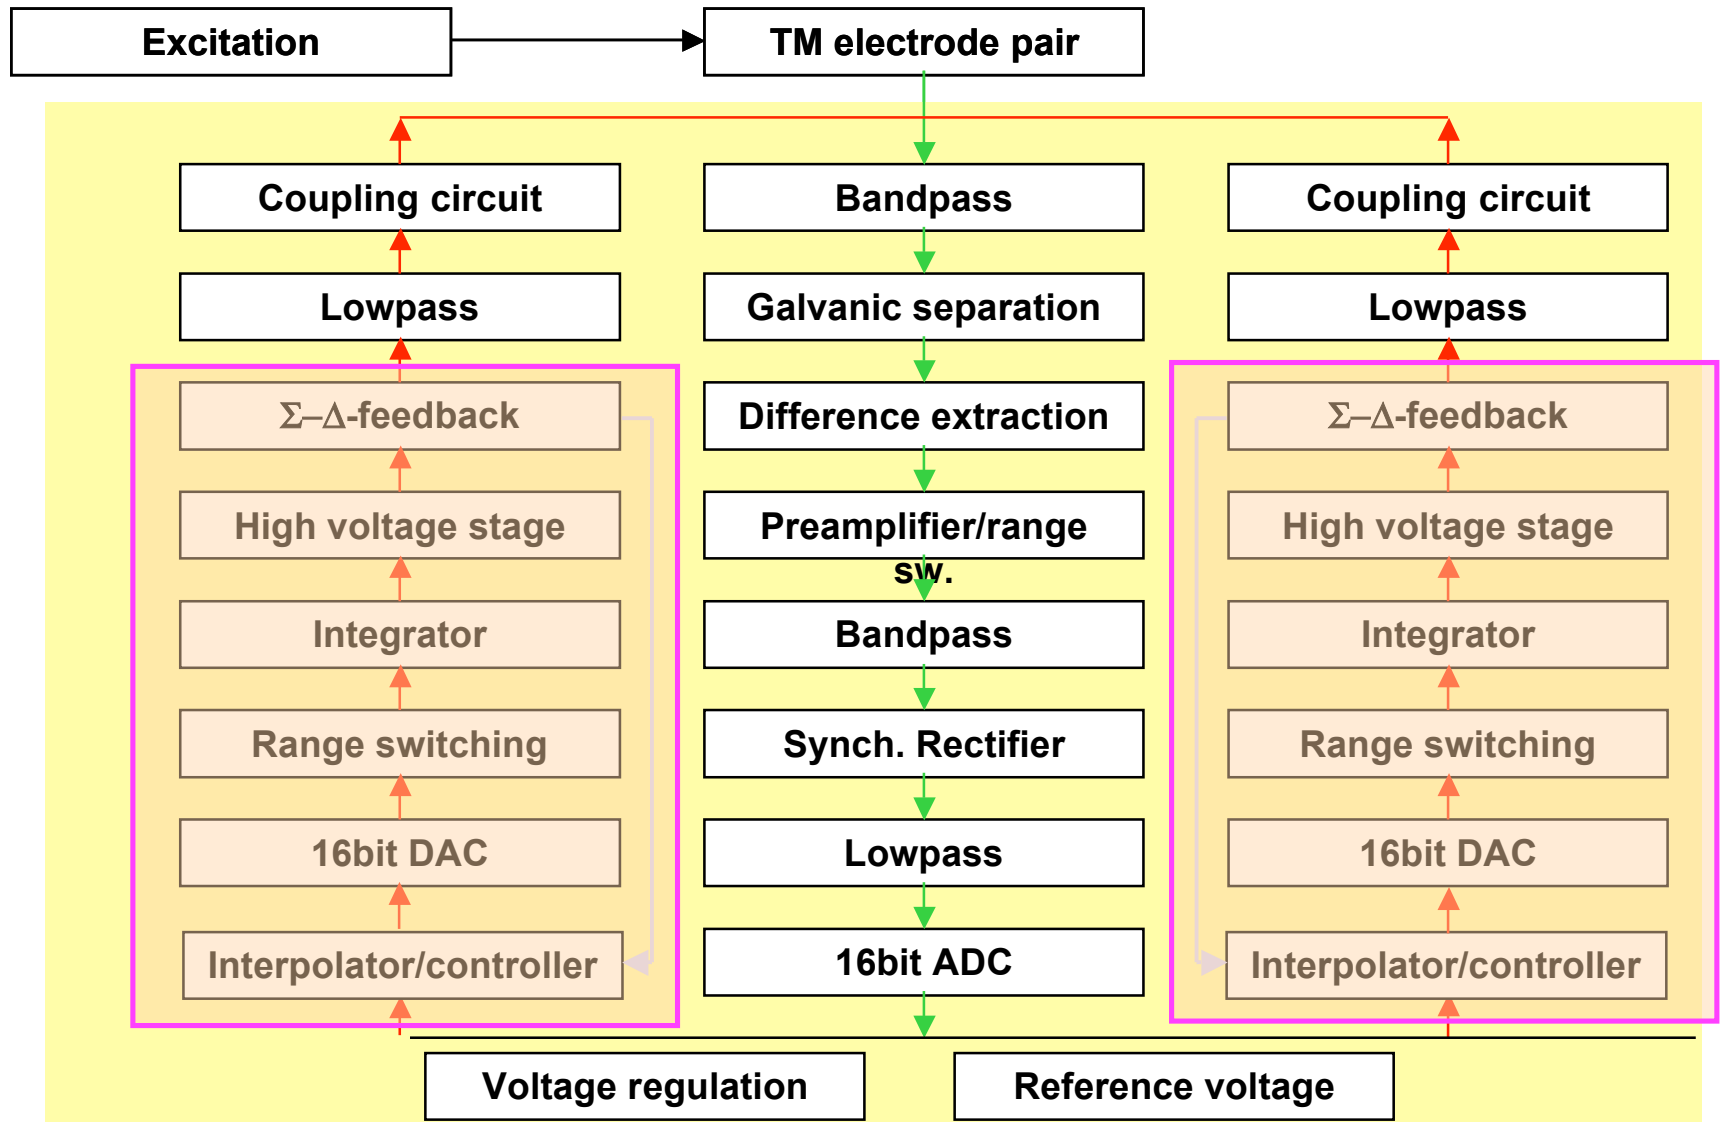 Excitation
TM electrode pair
Coupling circuit
Bandpass
Coupling circuit
Lowpass
Galvanic separation
Lowpass
Σ–Δ-feedback
Difference extraction
Σ–Δ-feedback
High voltage stage
Preamplifier/range
sw.
High voltage stage
Integrator
Bandpass
Integrator
Range switching
Synch. Rectifier
Range switching
16bit DAC
Lowpass
16bit DAC
Interpolator/controller
16bit ADC
Interpolator/controller
Voltage regulation
Reference voltage